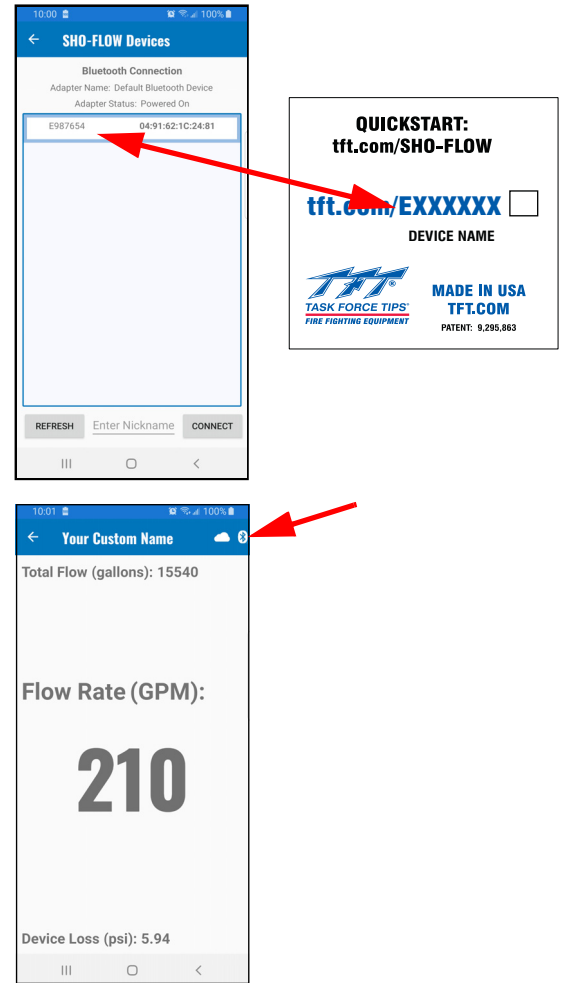 10:00 100%
SHO-FLOW Devices
Bluetooth Connection
Adapter Name: Default Bluetooth Device
Adapter Status: Powered On
E987654 04:91:62:1C:24:81
REFRESH Enter Nickname CONNECT
QUICKSTART:
tft.com/SHO-FLOW
tft.com/EXXXXXX
DEVICE NAME
TFT®
TASK FORCE TIPS®
FIRE FIGHTING EQUIPMENT
MADE IN USA
TFT.COM
PATENT: 9,295,863
10:01 100%
Your Custom Name
Total Flow (gallons): 15540
Flow Rate (GPM):
210
Device Loss (psi): 5.94